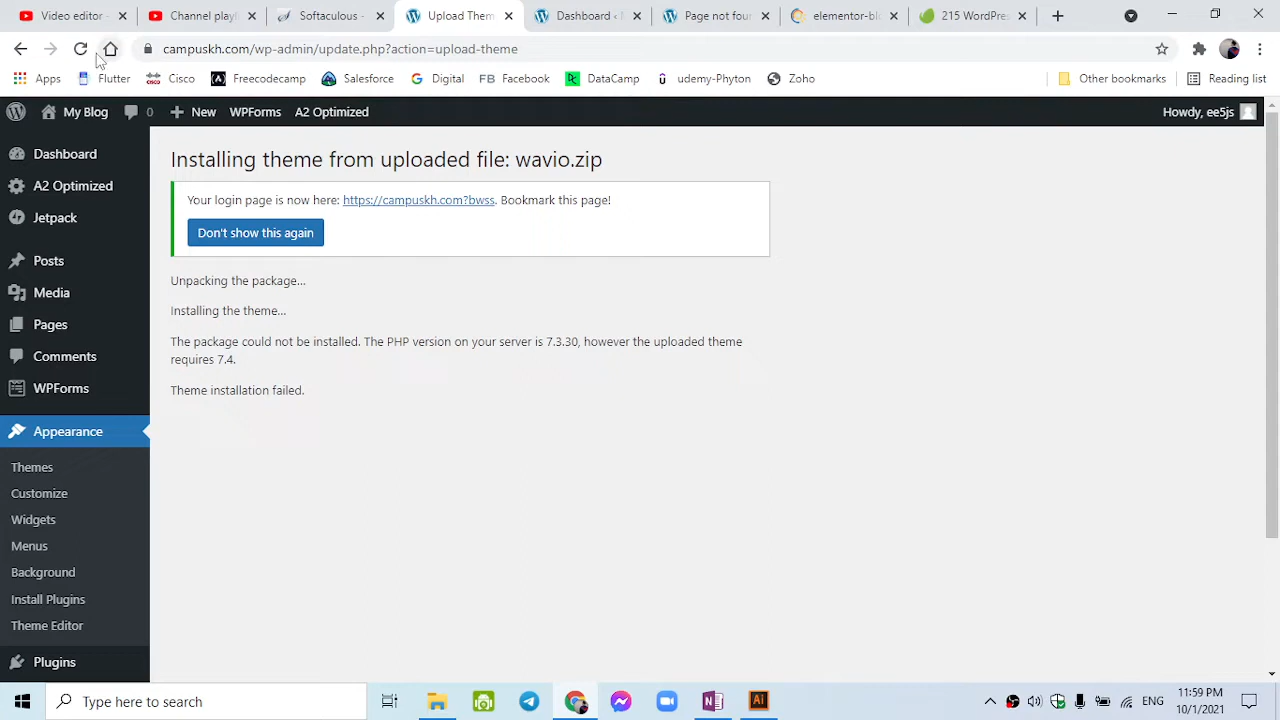 Video editor -
Channel playl
Softaculous -
Upload Them
Dashboard ‹ M
Page not four
elementor-blo
215 WordPres
campuskh.com/wp-admin/update.php?action=upload-theme
Apps
Flutter
Cisco
Freecodecamp
Salesforce
Digital
FB Facebook
DataCamp
udemy-Phyton
Zoho
Other bookmarks
Reading list
My Blog
0
New
WPForms
A2 Optimized
Howdy, ee5js
Dashboard
A2 Optimized
Jetpack
Posts
Media
Pages
Comments
WPForms
Appearance
Themes
Customize
Widgets
Menus
Background
Install Plugins
Theme Editor
Plugins
Installing theme from uploaded file: wavio.zip
Your login page is now here: https://campuskh.com?bwss. Bookmark this page!
Don't show this again
Unpacking the package...
Installing the theme...
The package could not be installed. The PHP version on your server is 7.3.30, however the uploaded theme
requires 7.4.
Theme installation failed.
Type here to search
Ai
ENG
11:59 PM
10/1/2021